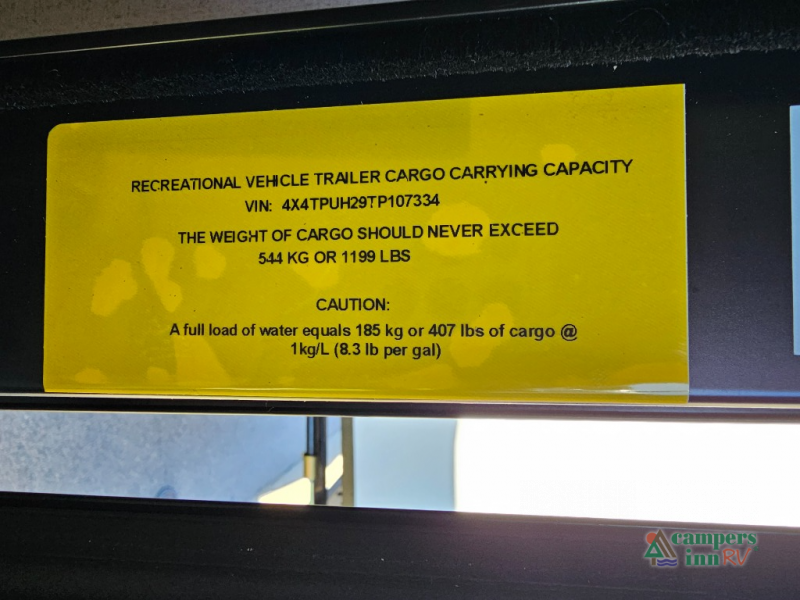 RECREATIONAL VEHICLE TRAILER CARGO CARRYING CAPACITY
VIN: 4X4TPUH29TP107334
THE WEIGHT OF CARGO SHOULD NEVER EXCEED
544 KG OR 1199 LBS
CAUTION:
A full load of water equals 185 kg or 407 lbs of cargo @
1kg/L (8.3 lb per gal)
campers
inn RV